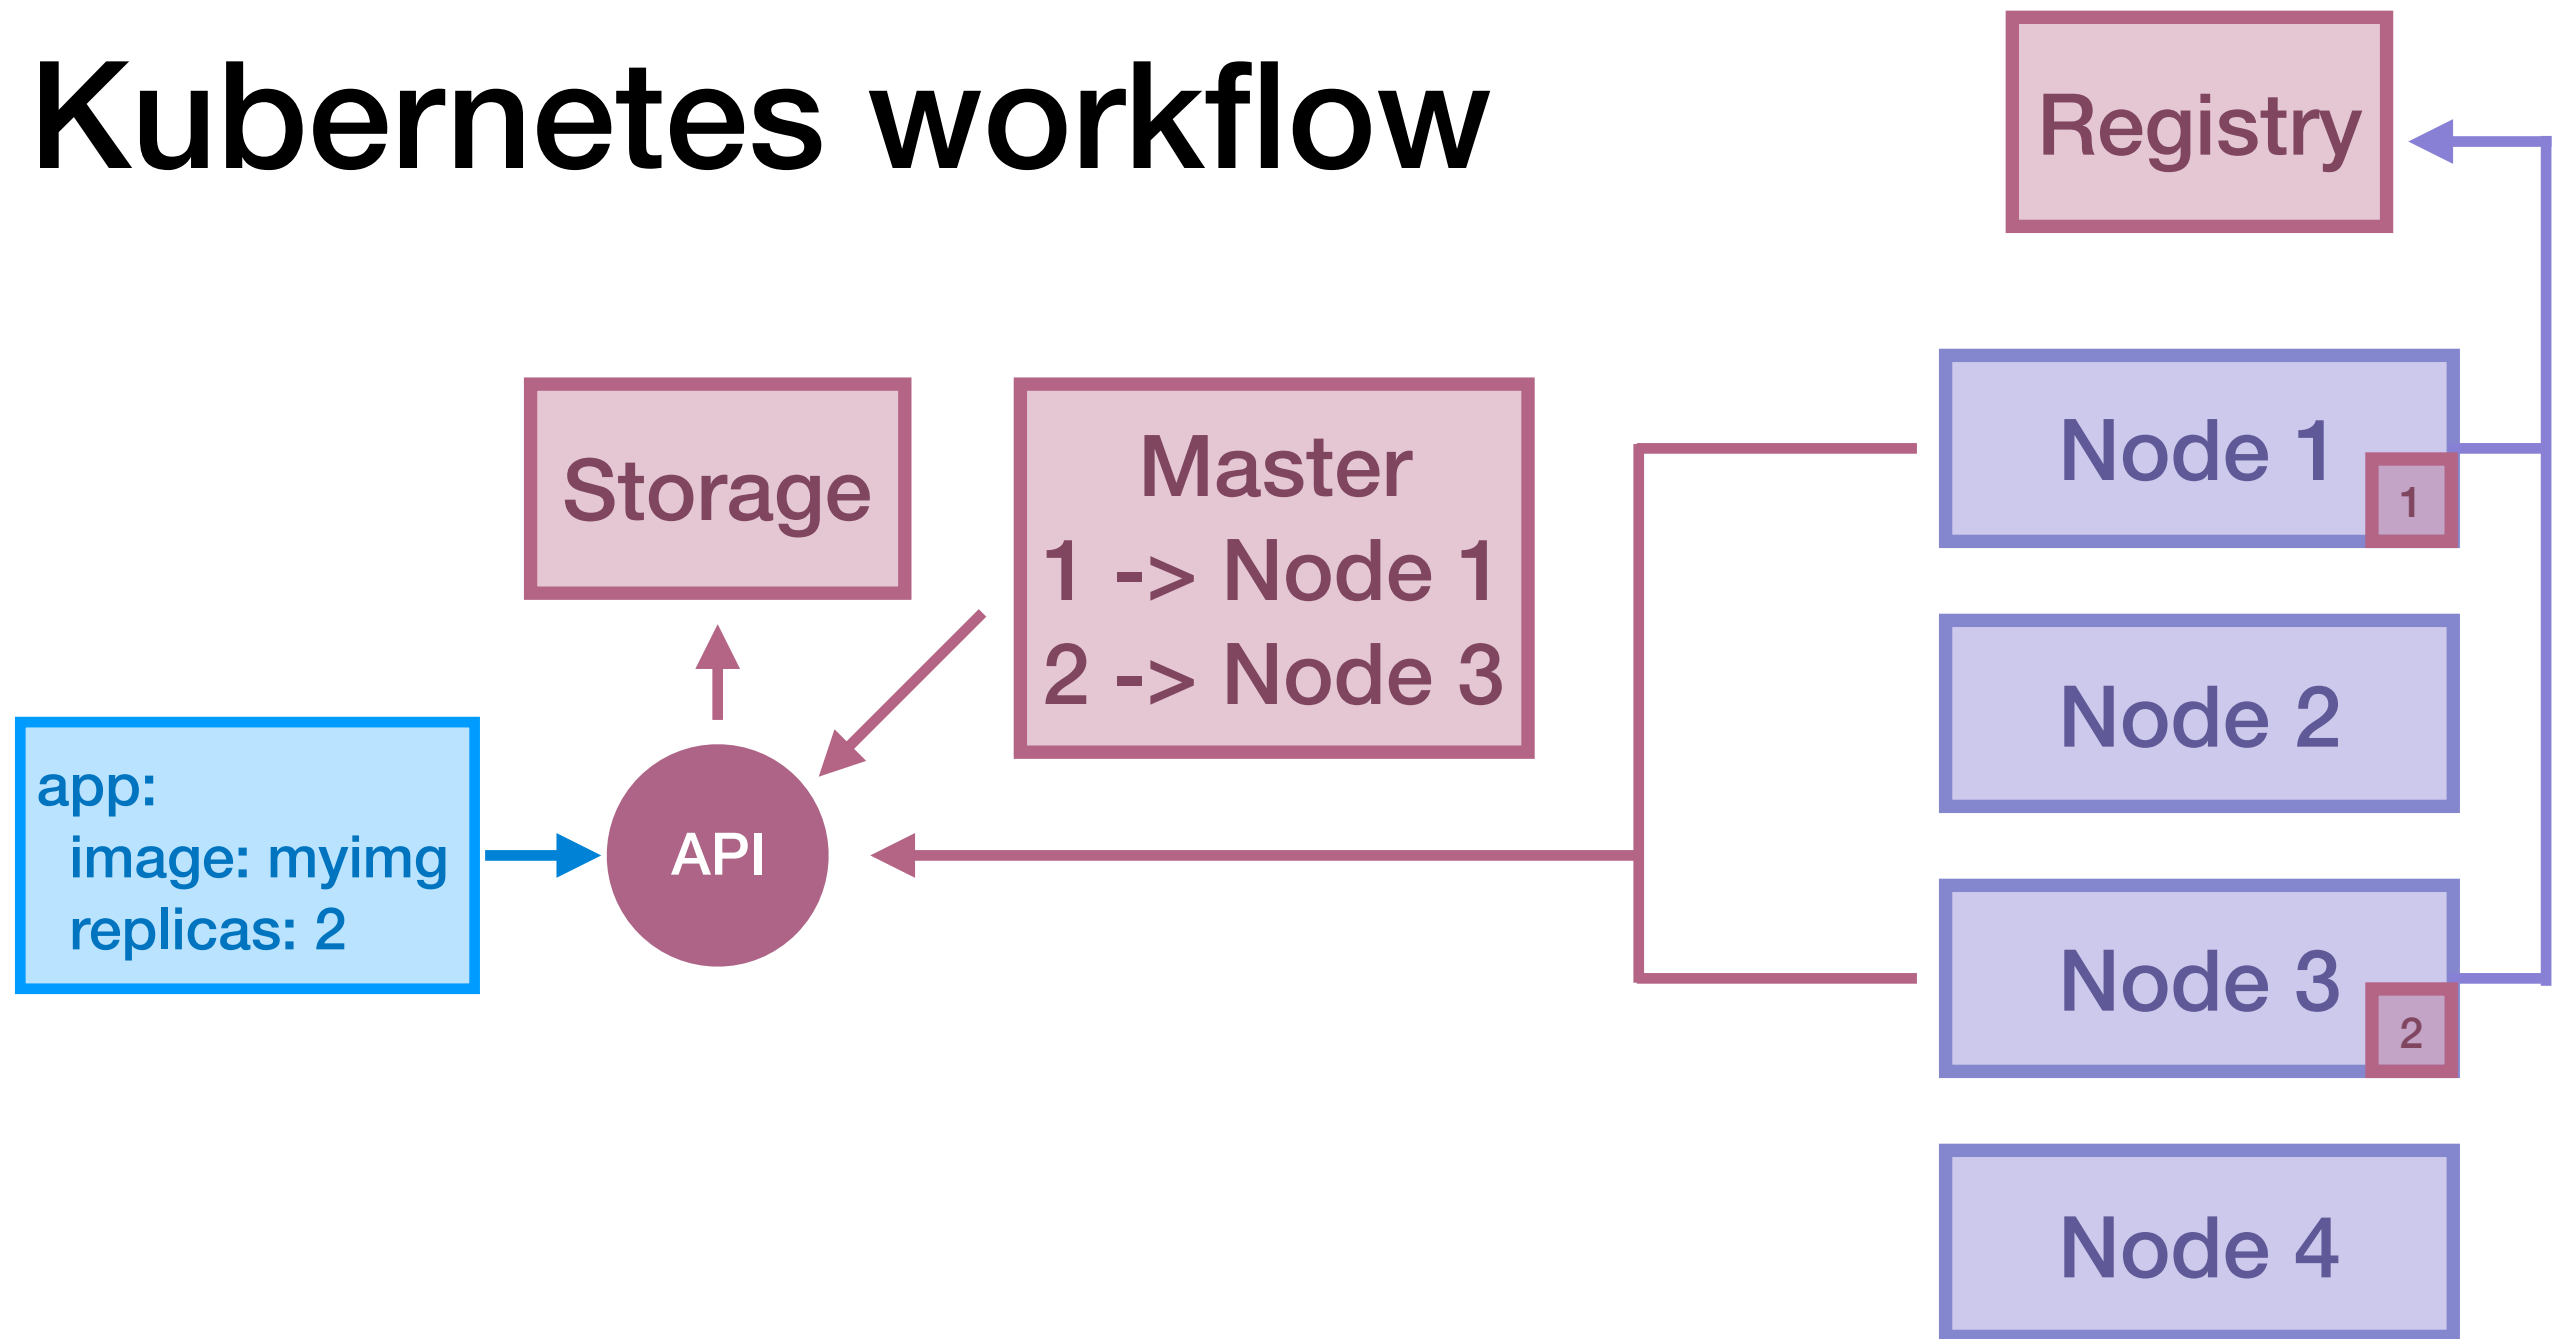 Kubernetes workflow
Registry
Storage
Master
1 -> Node 1
2 -> Node 3
app:
  image: myimg
  replicas: 2
API
Node 1
1
Node 2
Node 3
2
Node 4